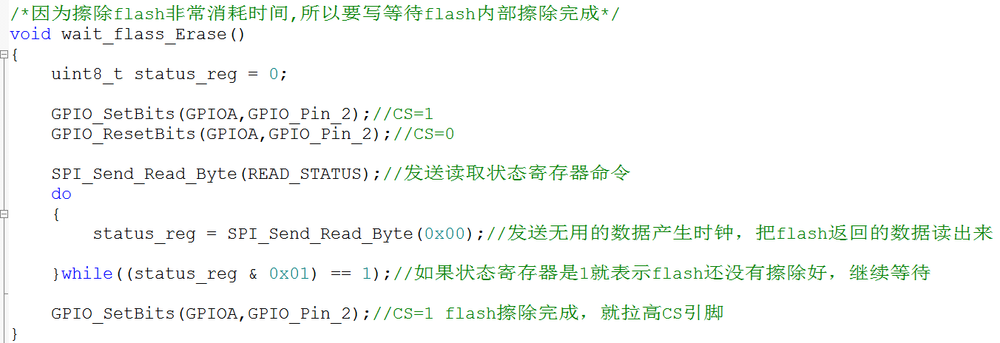 /*因为擦除flash非常消耗时间,所以要写等待flash内部擦除完成*/
void wait_flass_Erase()
{
    uint8_t status_reg = 0;
    GPIO_SetBits(GPIOA,GPIO_Pin_2);//CS=1
    GPIO_ResetBits(GPIOA,GPIO_Pin_2);//CS=0
    SPI_Send_Read_Byte(READ_STATUS);//发送读取状态寄存器命令
    do
    {
        status_reg = SPI_Send_Read_Byte(0x00);//发送无用的数据产生时钟，把flash返回的数据读出来
    }while((status_reg & 0x01) == 1);//如果状态寄存器是1就表示flash还没有擦除好，继续等待
    GPIO_SetBits(GPIOA,GPIO_Pin_2);//CS=1 flash擦除完成，就拉高CS引脚
}